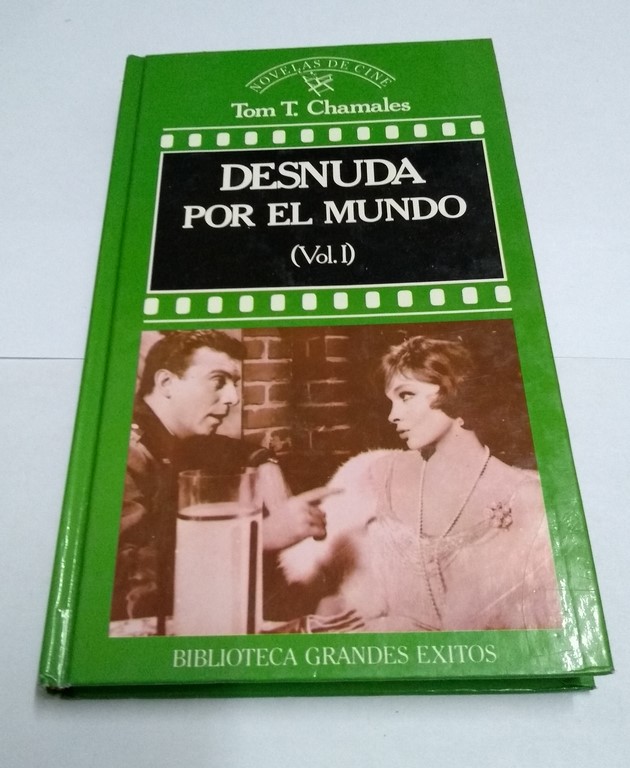 NOVELAS DE CINE
Tom T. Chamales
DESNUDA
POR EL MUNDO
(Vol. I)
BIBLIOTECA GRANDES EXITOS